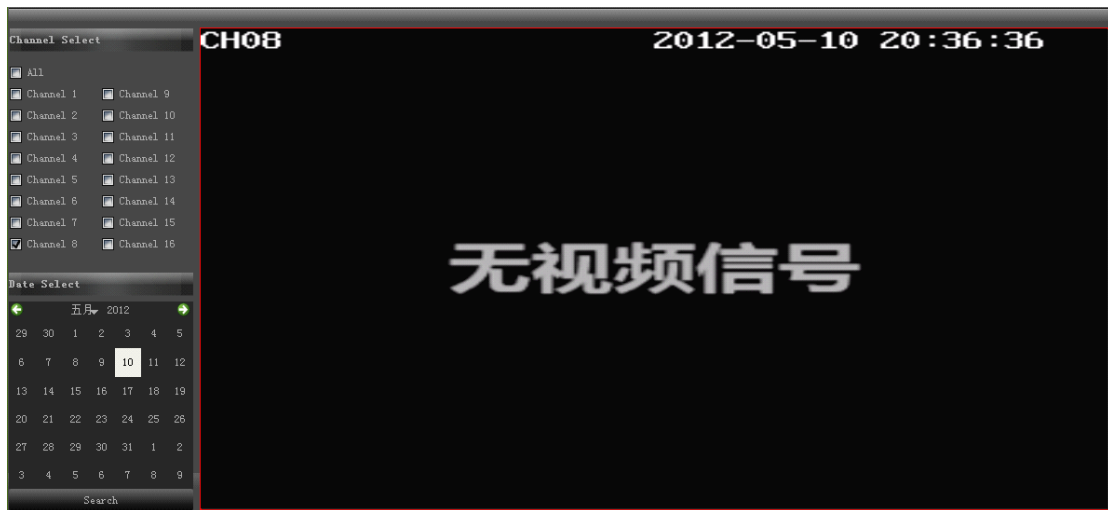 Channel Select
All
Channel 1 Channel 9
Channel 2 Channel 10
Channel 3 Channel 11
Channel 4 Channel 12
Channel 5 Channel 13
Channel 6 Channel 14
Channel 7 Channel 15
Channel 8 Channel 16
Date Select
五月 2012
29 30 1 2 3 4 5
6 7 8 9 10 11 12
13 14 15 16 17 18 19
20 21 22 23 24 25 26
27 28 29 30 31 1 2
3 4 5 6 7 8 9
Search
CH08 2012-05-10 20:36:36
无视频信号